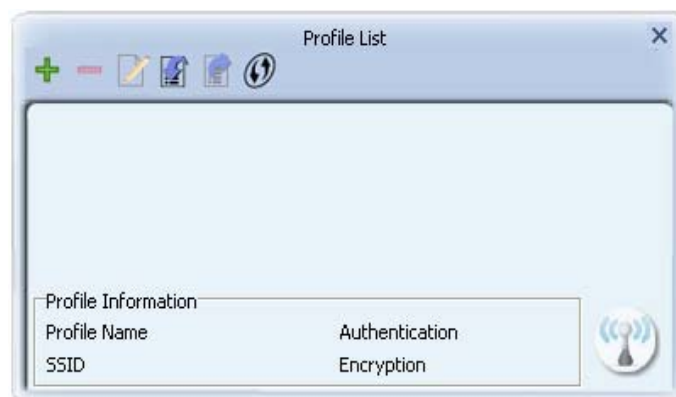 Profile List
Profile Information
Profile Name Authentication
SSID Encryption